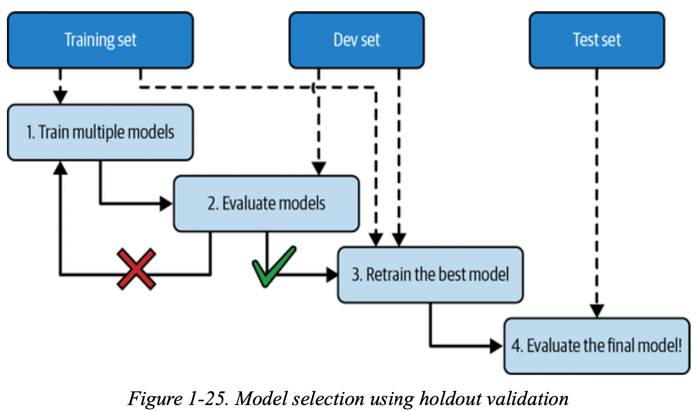 Training set
Dev set
Test set
1. Train multiple models
2. Evaluate models
3. Retrain the best model
4. Evaluate the final model!
Figure 1-25. Model selection using holdout validation